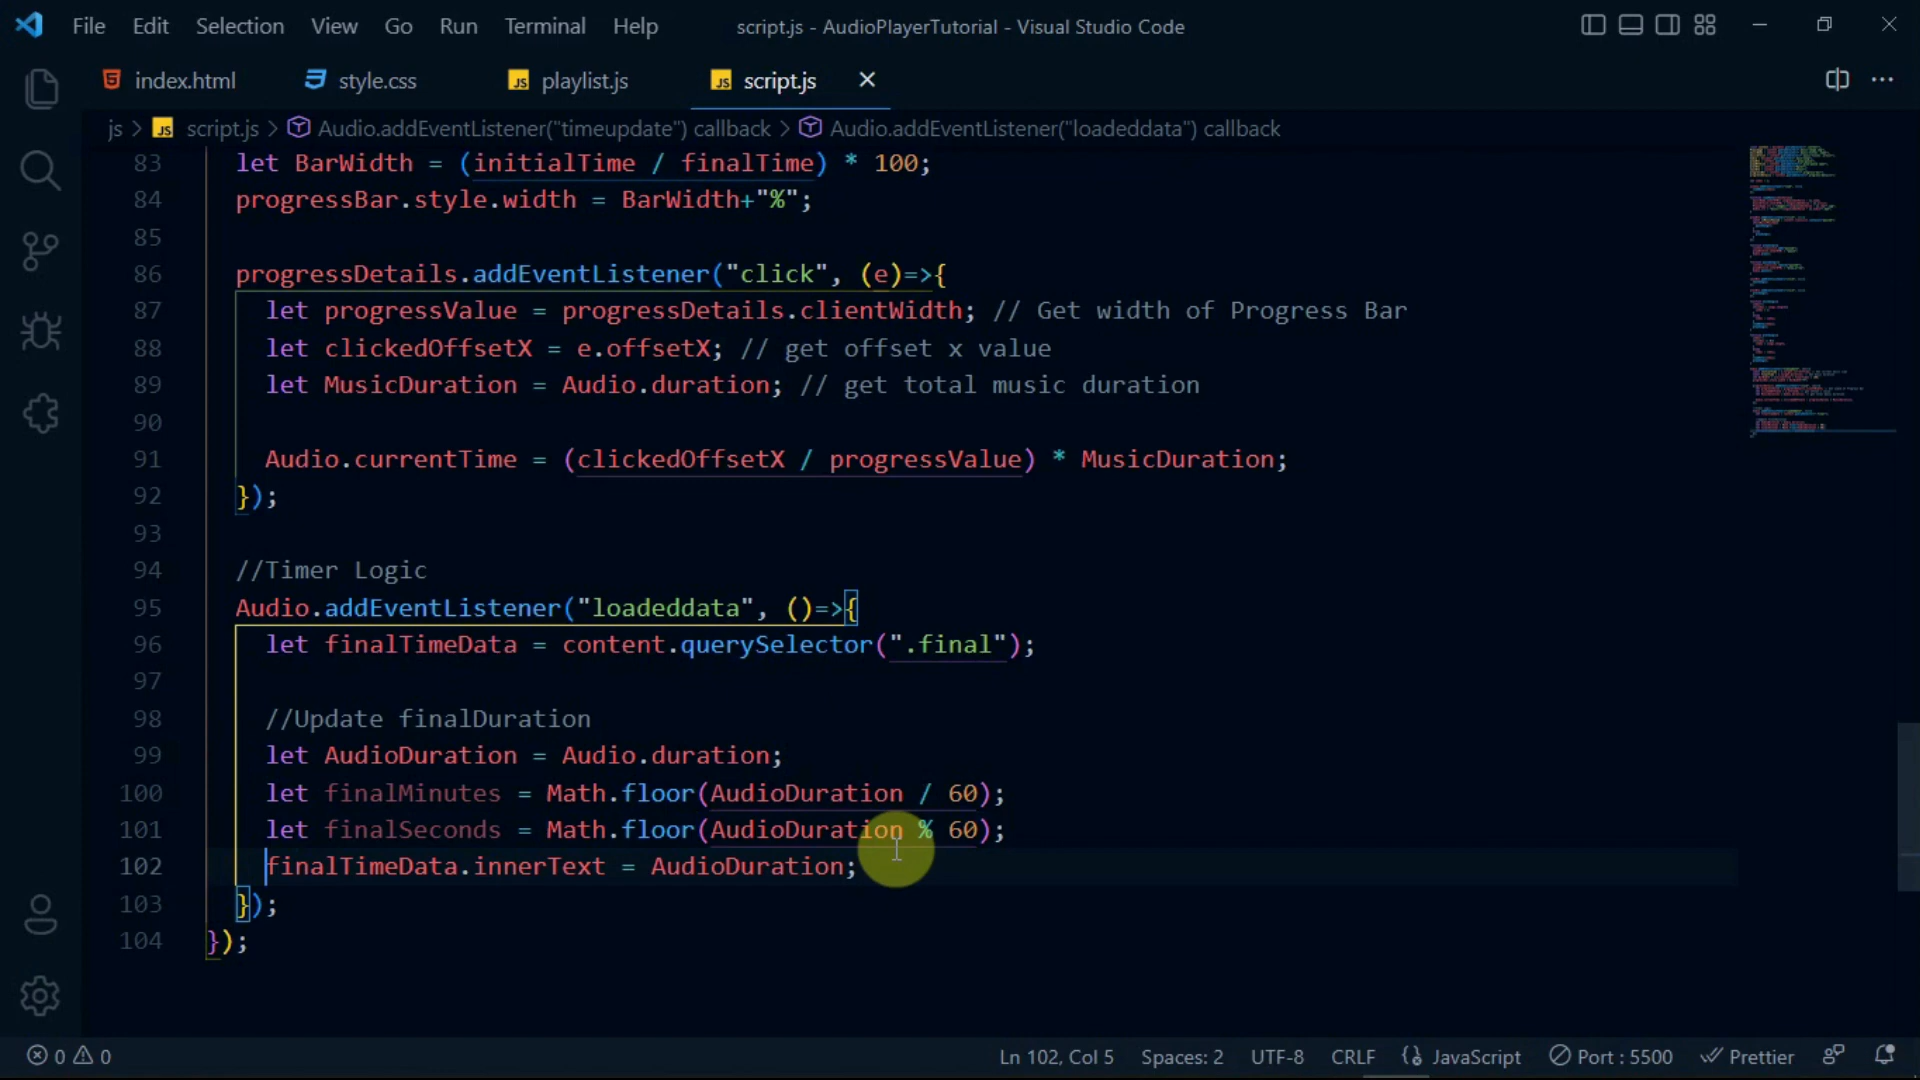 File Edit Selection View Go Run Terminal Help script.js - AudioPlayerTutorial - Visual Studio Code
index.html style.css JS playlist.js JS script.js
js > JS script.js > Audio.addEventListener("timeupdate") callback > Audio.addEventListener("loadeddata") callback
83 let BarWidth = (initialTime / finalTime) * 100;
84 progressBar.style.width = BarWidth+"%";
85
86 progressDetails.addEventListener("click", (e)=>{
87 let progressValue = progressDetails.clientWidth; // Get width of Progress Bar
88 let clickedOffsetX = e.offsetX; // get offset x value
89 let MusicDuration = Audio.duration; // get total music duration
90
91 Audio.currentTime = (clickedOffsetX / progressValue) * MusicDuration;
92 });
93
94 //Timer Logic
95 Audio.addEventListener("loadeddata", ()=>{
96 let finalTimeData = content.querySelector(".final");
97
98 //Update finalDuration
99 let AudioDuration = Audio.duration;
100 let finalMinutes = Math.floor(AudioDuration / 60);
101 let finalSeconds = Math.floor(AudioDuration % 60);
102 finalTimeData.innerText = AudioDuration;
103 });
104 });
0 0 Ln 102, Col 5 Spaces: 2 UTF-8 CRLF JavaScript Port : 5500 Prettier